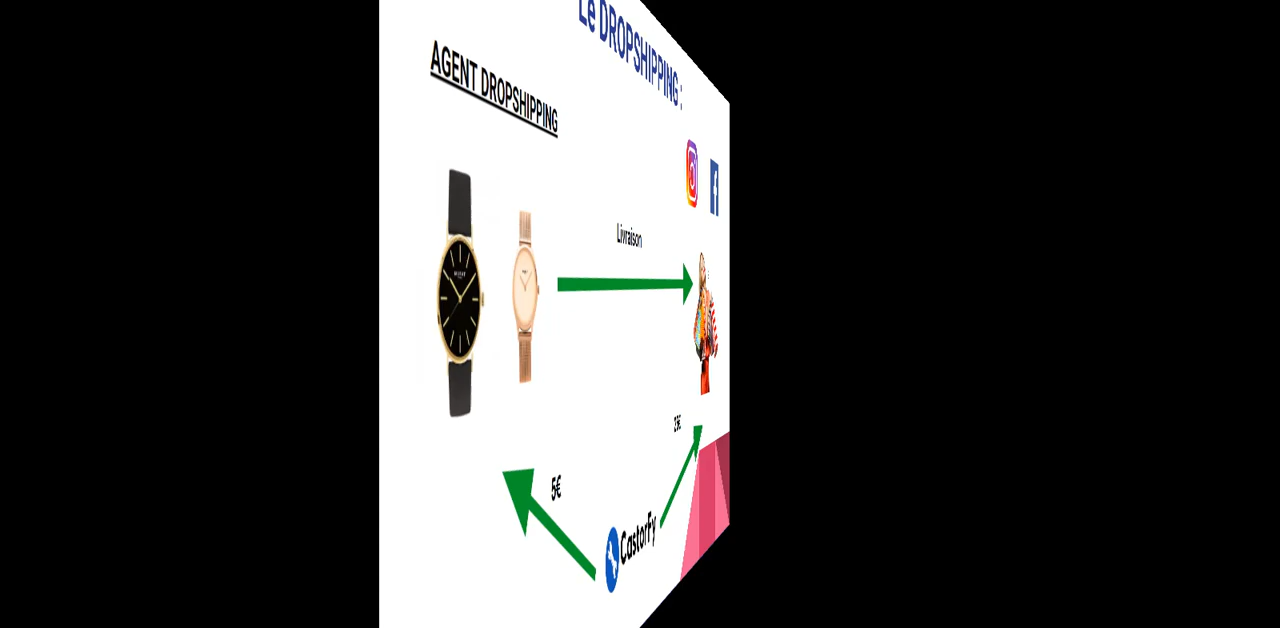 Le DROPSHIPPING :
AGENT DROPSHIPPING
Livraison
5€
CastorFy